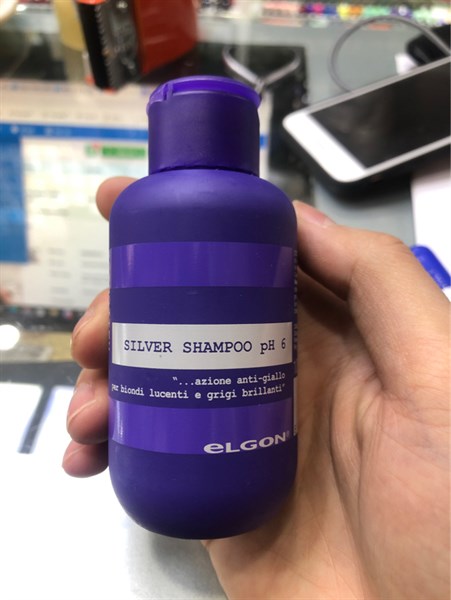 SILVER SHAMPOO pH 6
"...azione anti-giallo
per biondi lucenti e grigi brillanti"
eLGON®